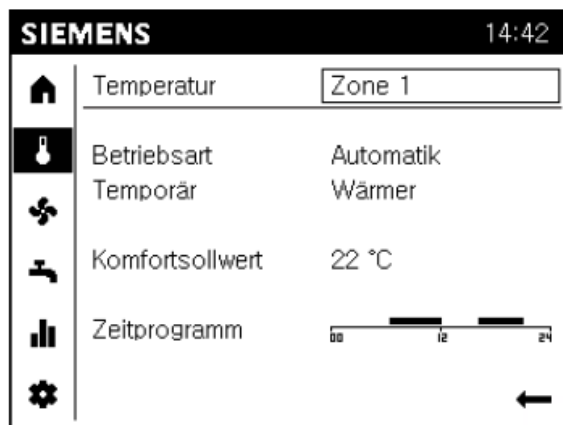 SIEMENS 14:42
Temperatur Zone 1
Betriebsart Automatik
Temporär Wärmer
Komfortsollwert 22 °C
Zeitprogramm
00 12 24